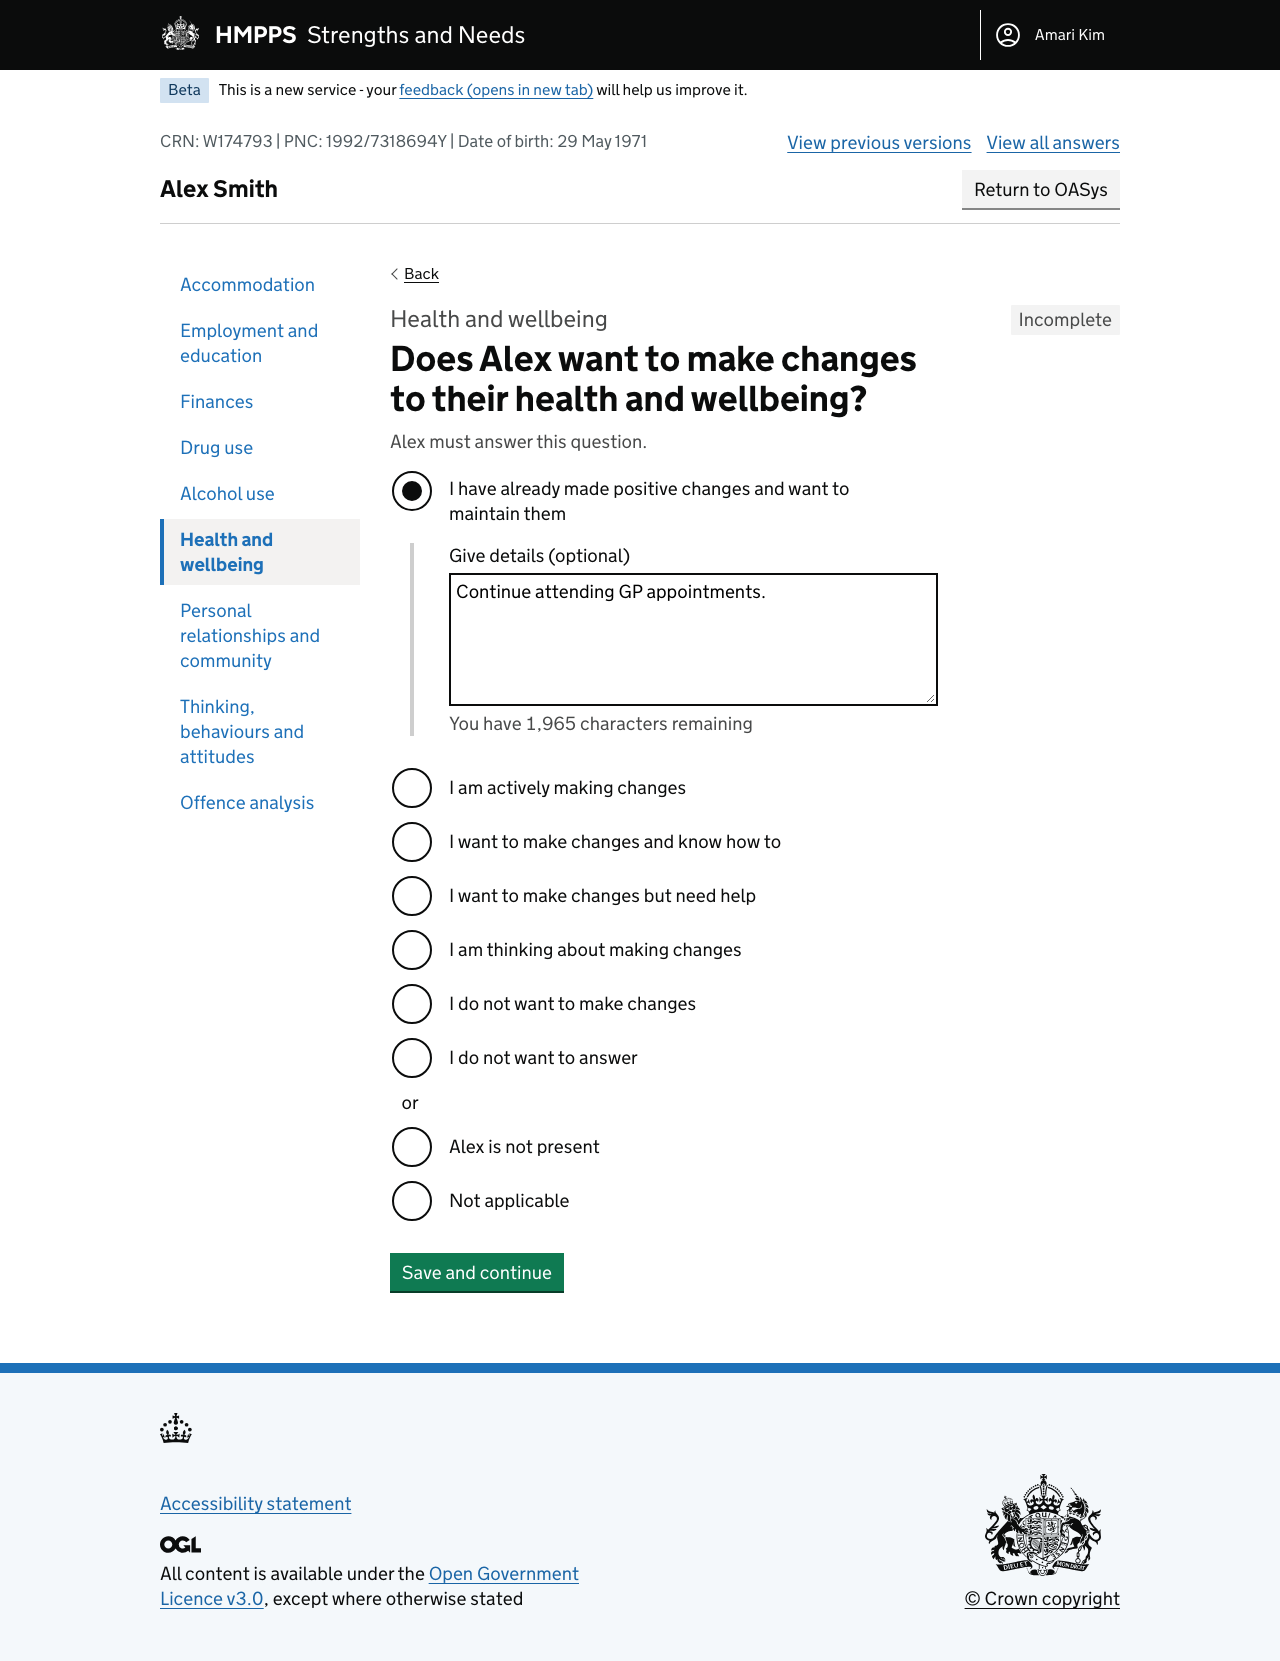 HMPPS Strengths and Needs
Amari Kim
Beta This is a new service - your feedback (opens in new tab) will help us improve it.
CRN: W174793 | PNC: 1992/7318694Y | Date of birth: 29 May 1971
View previous versions View all answers
Alex Smith
Return to OASys
Accommodation
Employment and
education
Finances
Drug use
Alcohol use
Health and
wellbeing
Personal
relationships and
community
Thinking,
behaviours and
attitudes
Offence analysis
Back
Health and wellbeing
Incomplete
Does Alex want to make changes
to their health and wellbeing?
Alex must answer this question.
I have already made positive changes and want to
maintain them
Give details (optional)
Continue attending GP appointments.
You have 1,965 characters remaining
I am actively making changes
I want to make changes and know how to
I want to make changes but need help
I am thinking about making changes
I do not want to make changes
I do not want to answer
or
Alex is not present
Not applicable
Save and continue
Accessibility statement
OGL
All content is available under the Open Government
Licence v3.0, except where otherwise stated
© Crown copyright